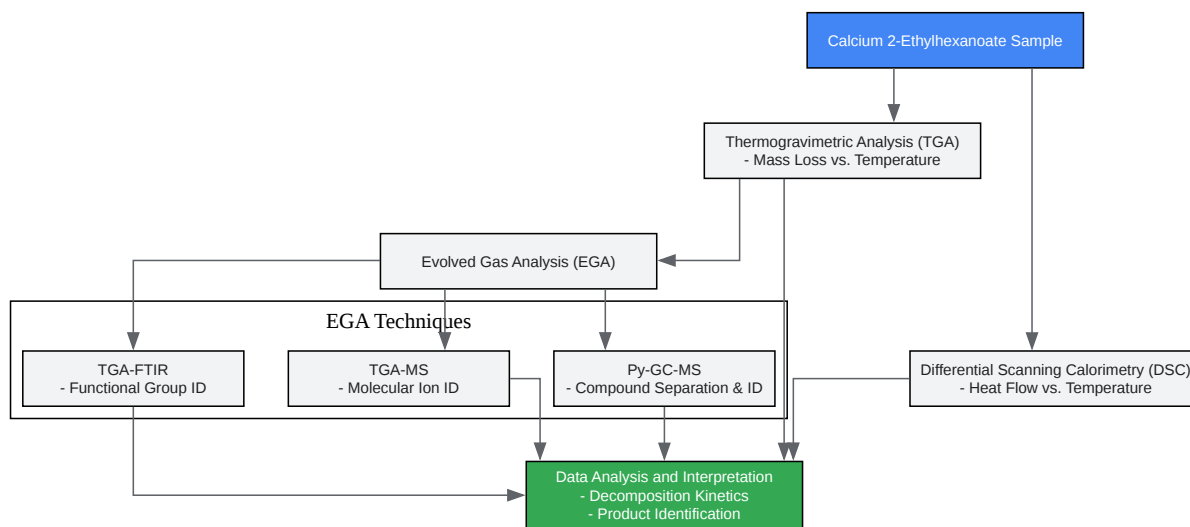 Calcium 2-Ethylhexanoate Sample
Thermogravimetric Analysis (TGA)
- Mass Loss vs. Temperature
Evolved Gas Analysis (EGA)
EGA Techniques
TGA-FTIR
- Functional Group ID
TGA-MS
- Molecular Ion ID
Py-GC-MS
- Compound Separation & ID
Differential Scanning Calorimetry (DSC)
- Heat Flow vs. Temperature
Data Analysis and Interpretation
- Decomposition Kinetics
- Product Identification